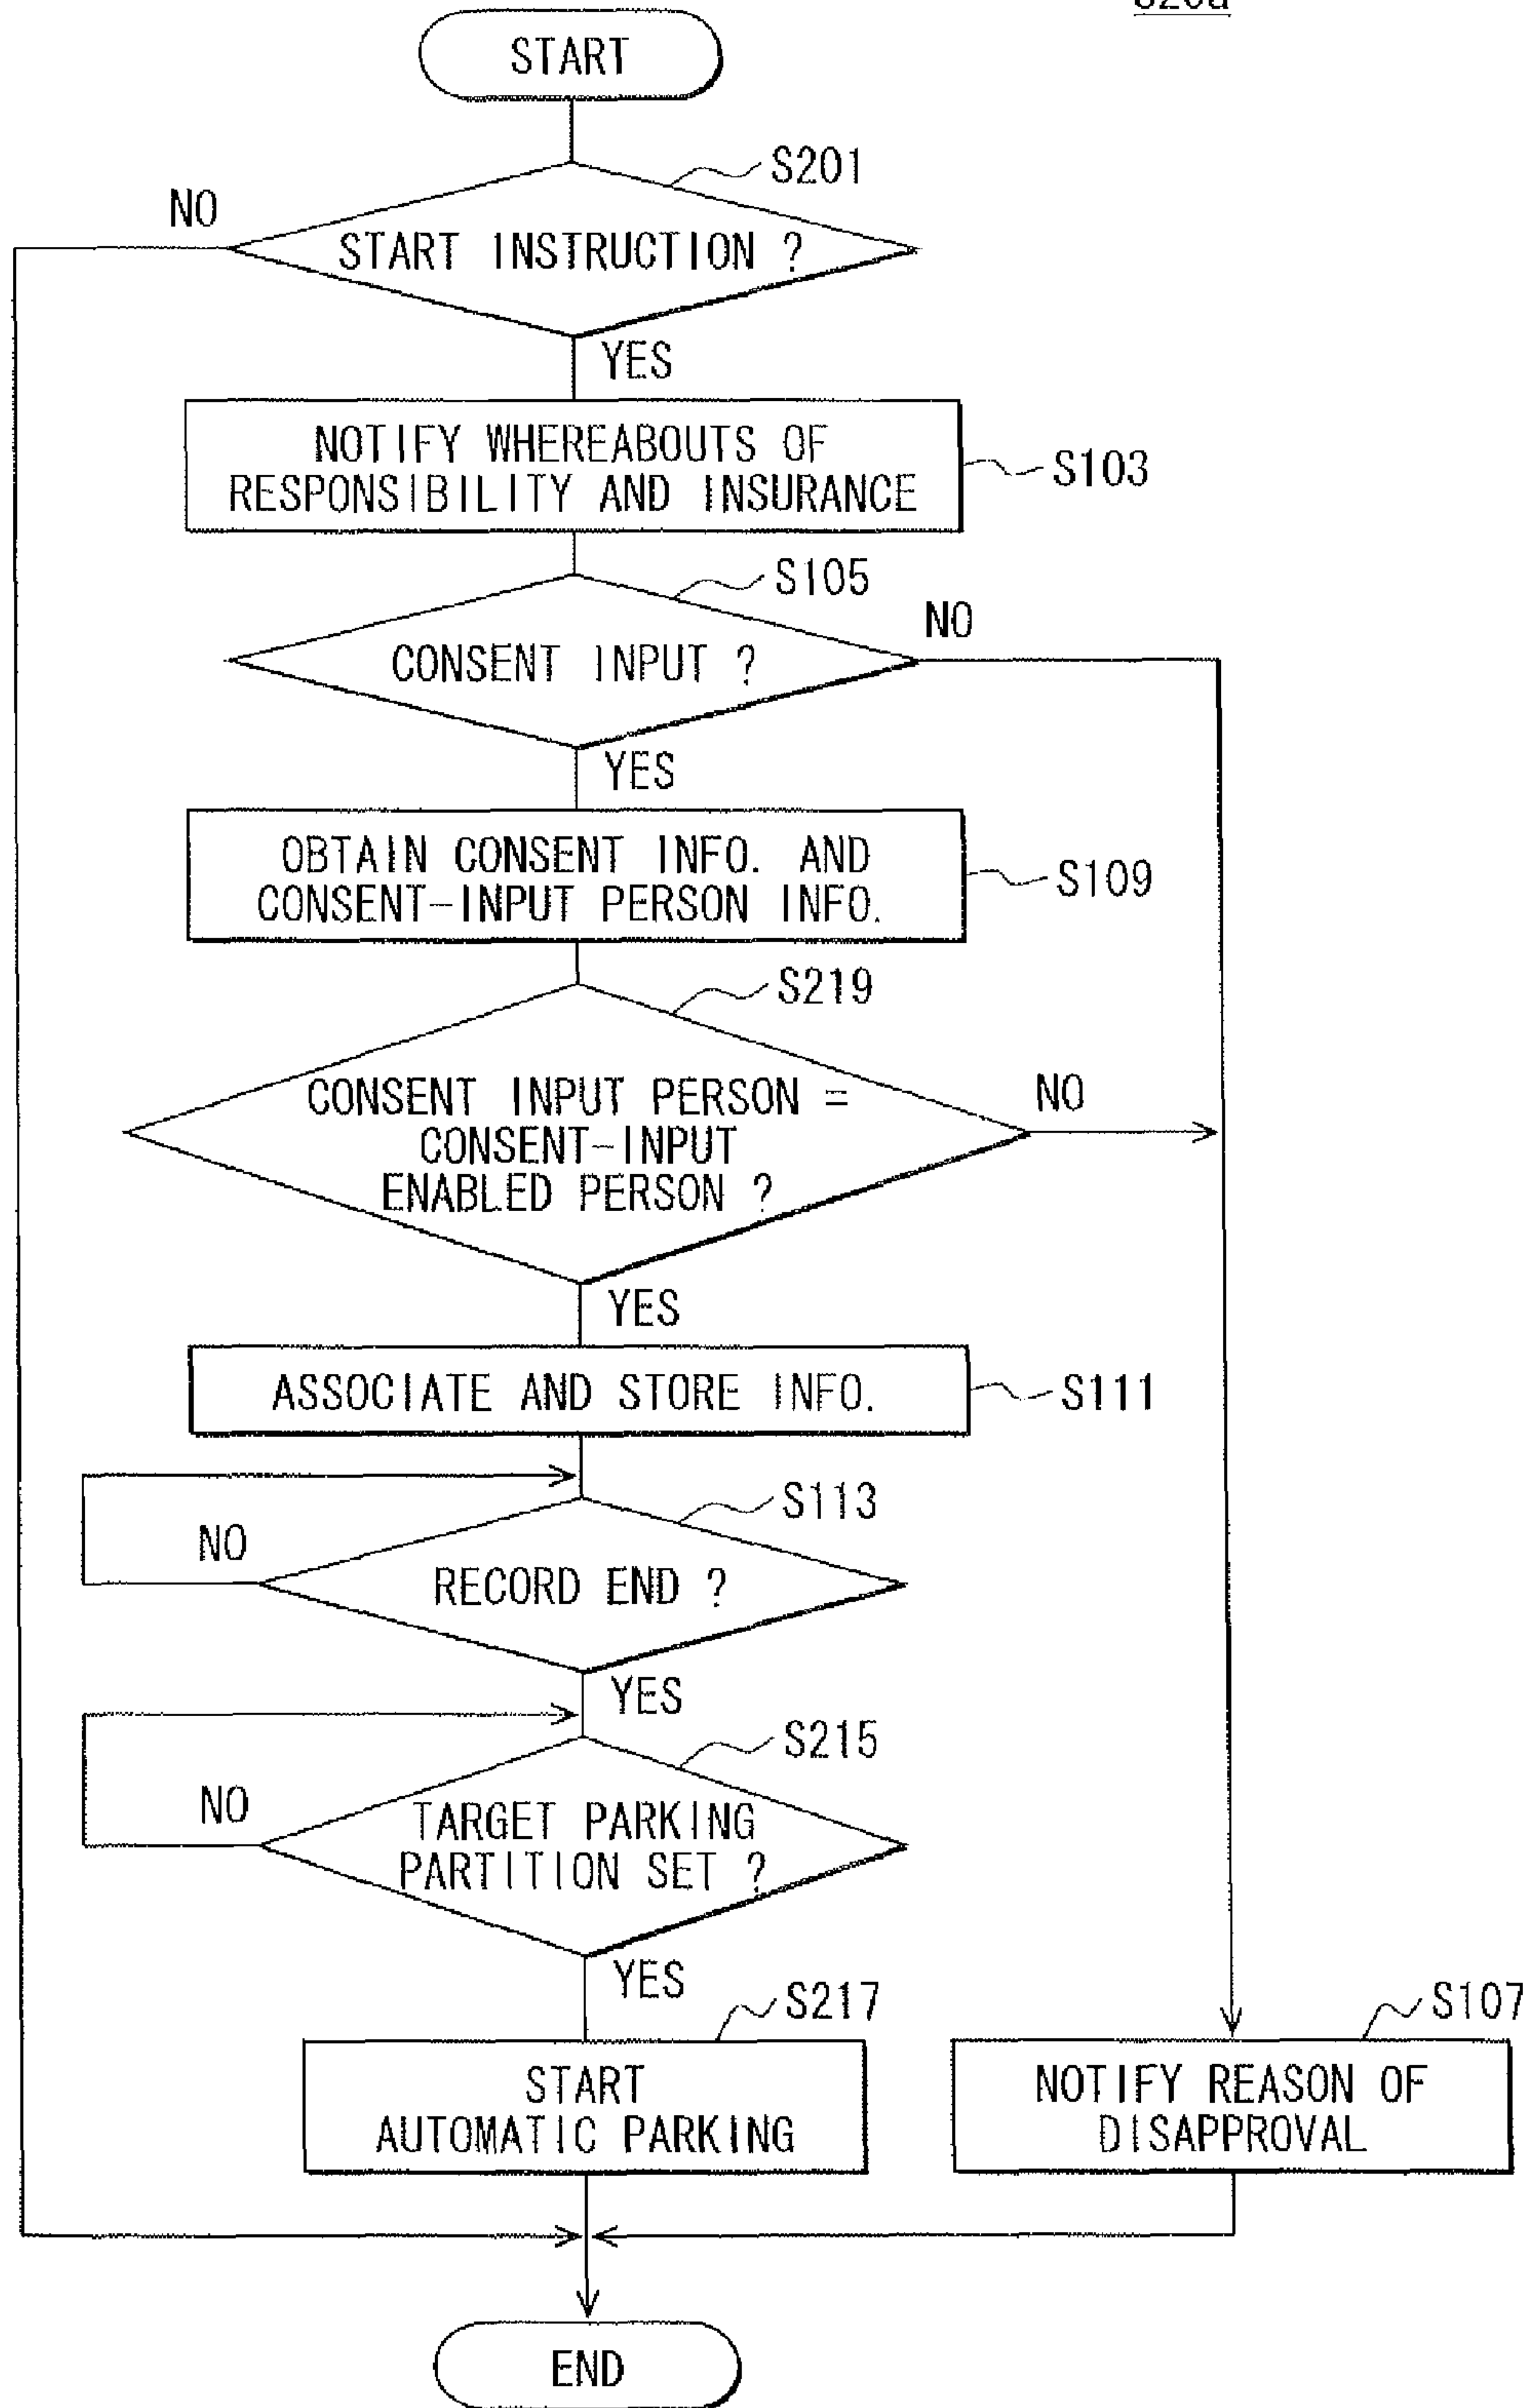 START
S201
NO
START INSTRUCTION ?
YES
NOTIFY WHEREABOUTS OF
RESPONSIBILITY AND INSURANCE
S103
S105
NO
CONSENT INPUT ?
YES
OBTAIN CONSENT INFO. AND
CONSENT-INPUT PERSON INFO.
S109
S219
CONSENT INPUT PERSON =
CONSENT-INPUT
ENABLED PERSON ?
NO
YES
ASSOCIATE AND STORE INFO.
S111
S113
NO
RECORD END ?
YES
S215
NO
TARGET PARKING
PARTITION SET ?
YES
S217
START
AUTOMATIC PARKING
S107
NOTIFY REASON OF
DISAPPROVAL
END